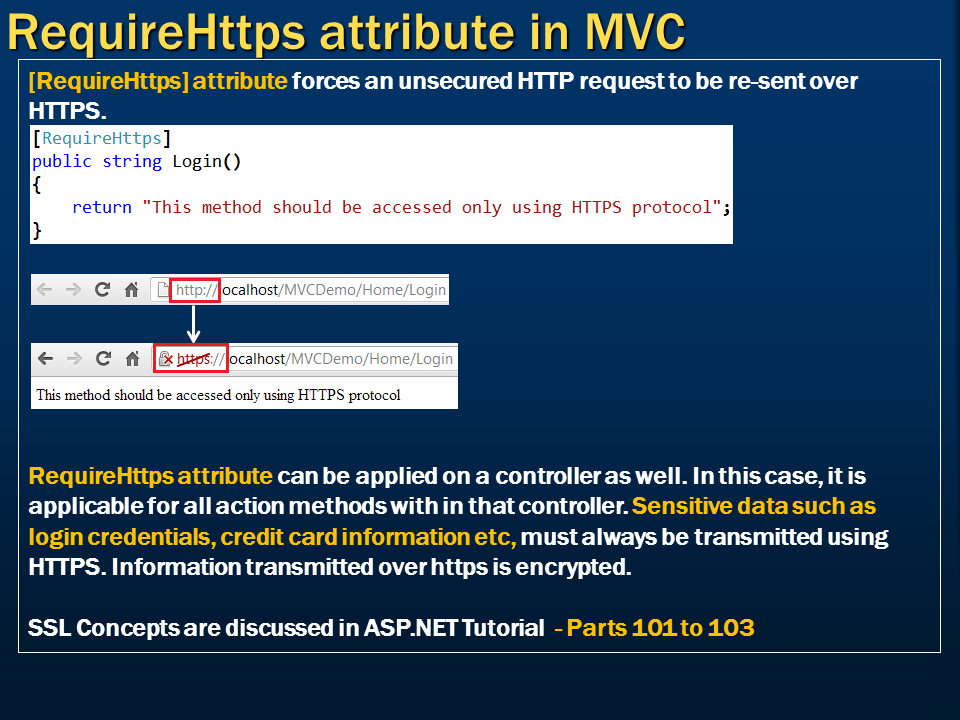 RequireHttps attribute in MVC
[RequireHttps] attribute forces an unsecured HTTP request to be re-sent over
HTTPS.
[RequireHttps]
public string Login()
{
    return "This method should be accessed only using HTTPS protocol";
}
http://localhost/MVCDemo/Home/Login
https://localhost/MVCDemo/Home/Login
This method should be accessed only using HTTPS protocol
RequireHttps attribute can be applied on a controller as well. In this case, it is
applicable for all action methods with in that controller. Sensitive data such as
login credentials, credit card information etc, must always be transmitted using
HTTPS. Information transmitted over https is encrypted.
SSL Concepts are discussed in ASP.NET Tutorial - Parts 101 to 103